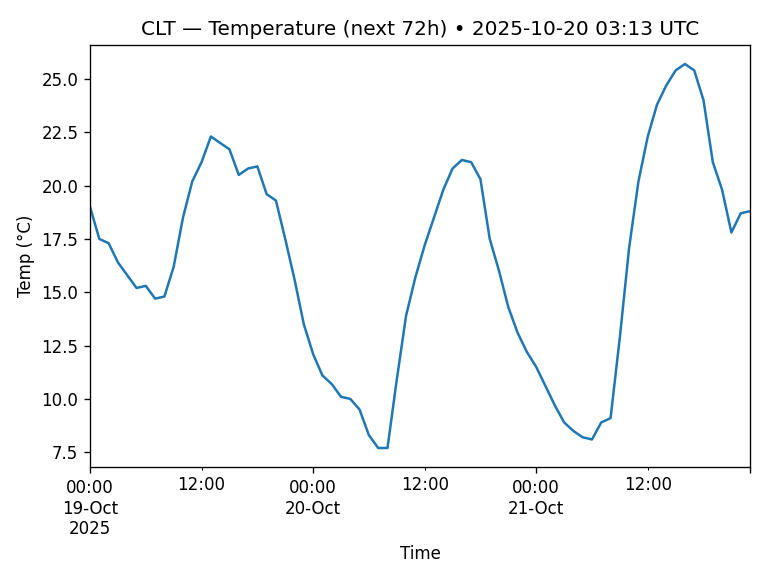 CLT — Temperature (next 72h) • 2025-10-20 03:13 UTC
Temp (°C)
25.0
22.5
20.0
17.5
15.0
12.5
10.0
7.5
00:00 12:00 00:00 12:00 00:00 12:00
19-Oct 20-Oct 21-Oct
2025
Time